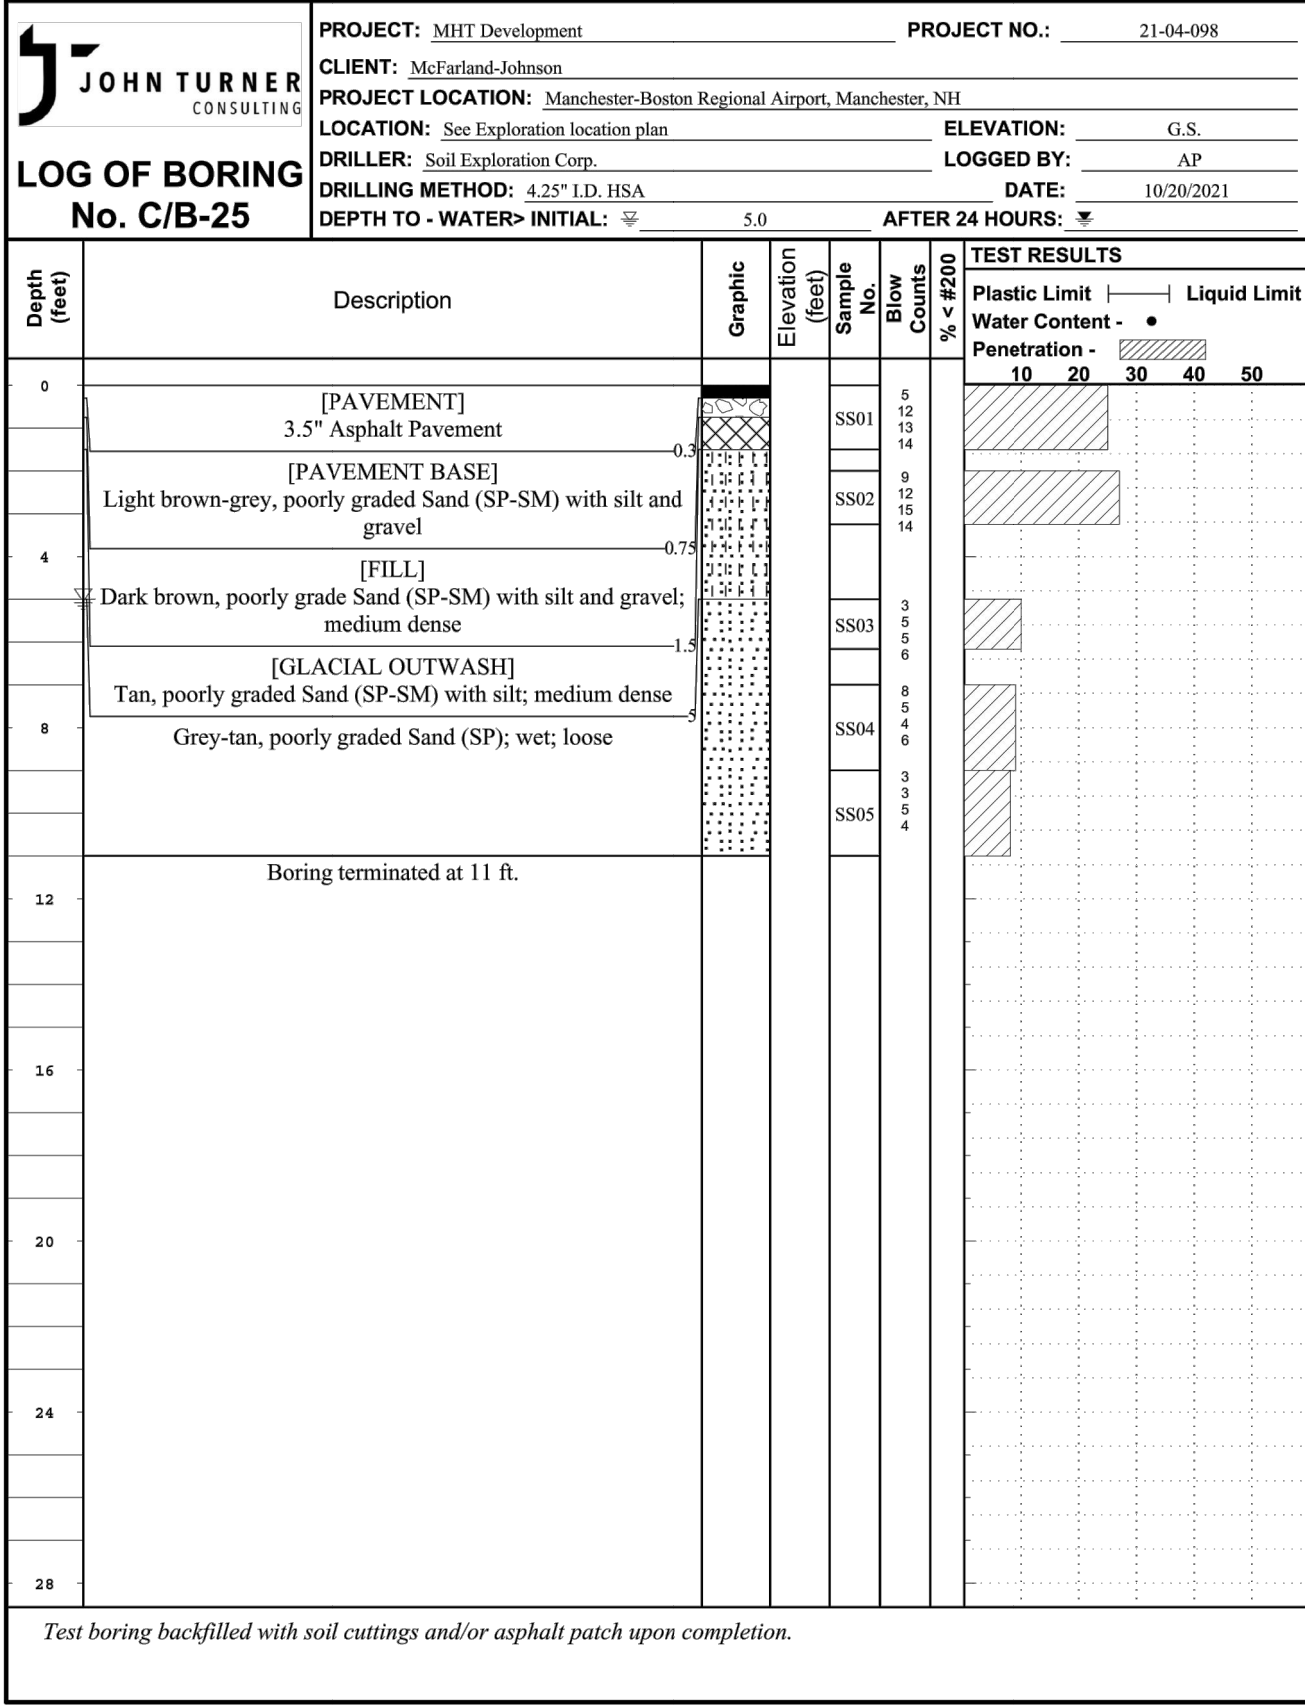 JOHN TURNER
CONSULTING
LOG OF BORING
No. C/B-25
PROJECT: MHT Development PROJECT NO.: 21-04-098
CLIENT: McFarland-Johnson
PROJECT LOCATION: Manchester-Boston Regional Airport, Manchester, NH
LOCATION: See Exploration location plan ELEVATION: G.S.
DRILLER: Soil Exploration Corp. LOGGED BY: AP
DRILLING METHOD: 4.25" I.D. HSA DATE: 10/20/2021
DEPTH TO - WATER> INITIAL: 5.0 AFTER 24 HOURS:
Depth
(feet)
Description
Graphic
Elevation
(feet)
Sample
No.
Blow
Counts
% < #200
TEST RESULTS
Plastic Limit Liquid Limit
Water Content -
Penetration -
10 20 30 40 50
0
[PAVEMENT]
3.5" Asphalt Pavement
0.3
[PAVEMENT BASE]
Light brown-grey, poorly graded Sand (SP-SM) with silt and
gravel
0.75
4
[FILL]
Dark brown, poorly grade Sand (SP-SM) with silt and gravel;
medium dense
1.5
[GLACIAL OUTWASH]
Tan, poorly graded Sand (SP-SM) with silt; medium dense
5
8
Grey-tan, poorly graded Sand (SP); wet; loose
Boring terminated at 11 ft.
SS01
5
12
13
14
SS02
9
12
15
14
SS03
3
5
5
6
SS04
8
5
4
6
SS05
3
3
5
4
12
16
20
24
28
Test boring backfilled with soil cuttings and/or asphalt patch upon completion.